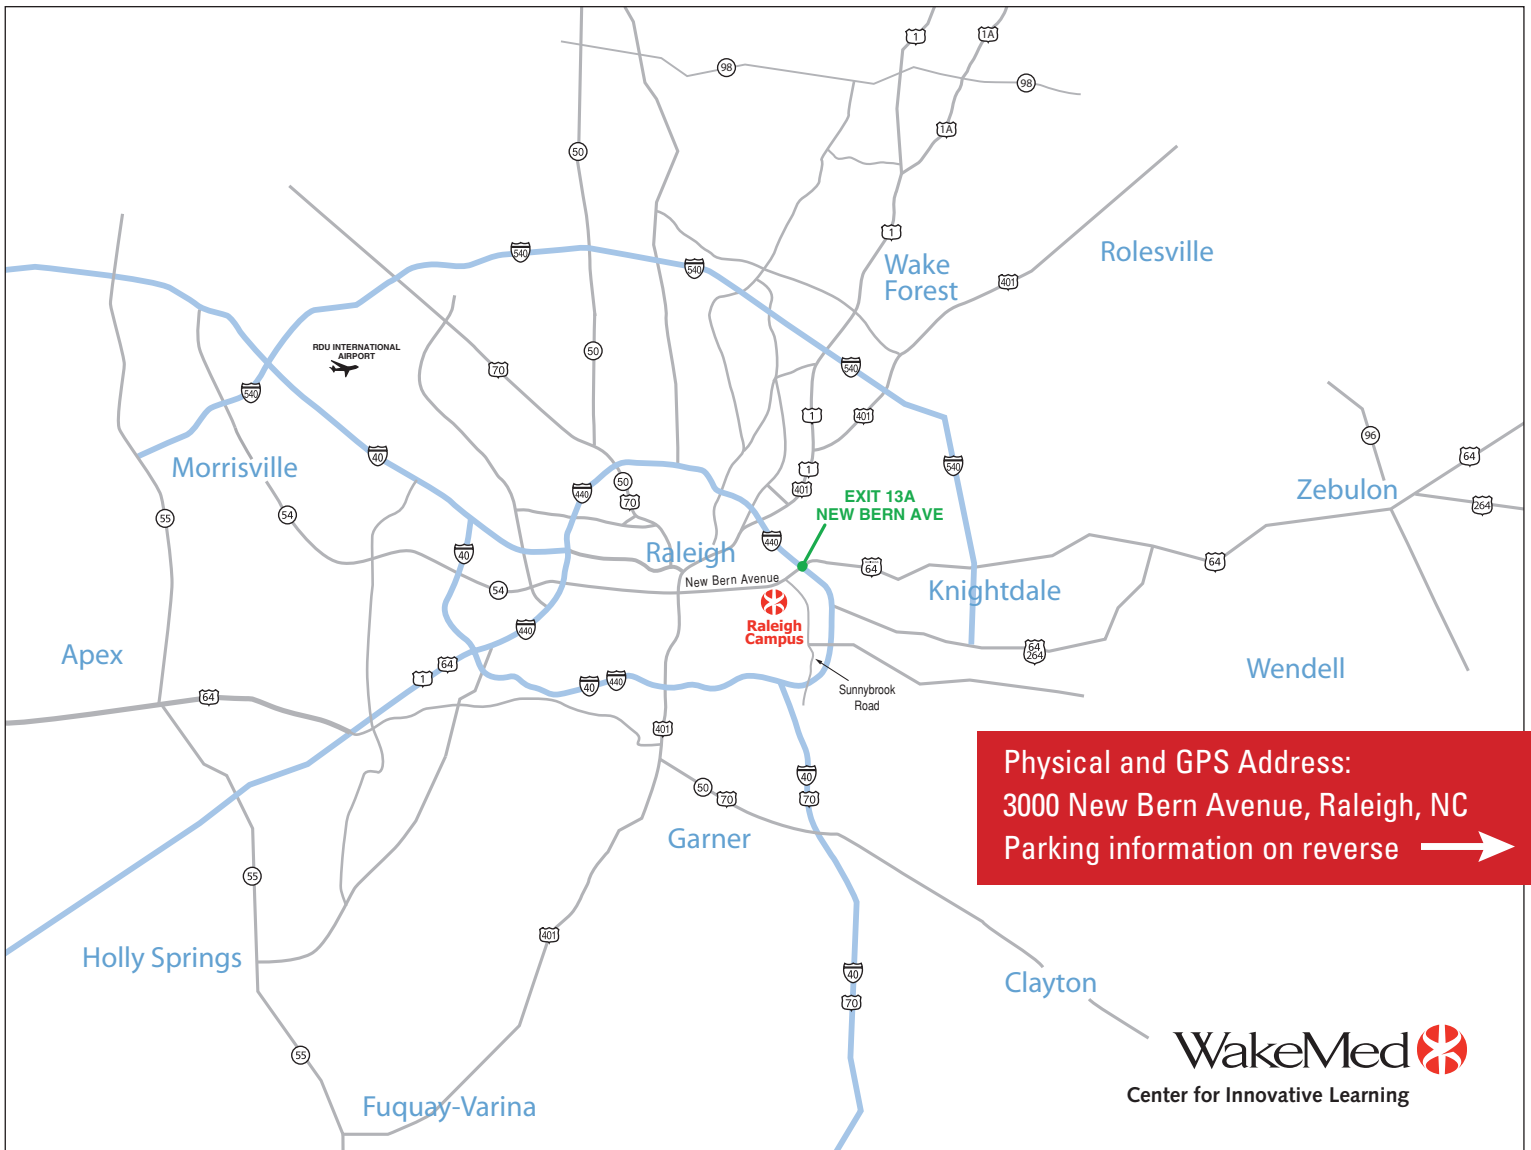 1
1A
98
98
1A
50
1
540
Wake
Forest
Rolesville
540
401
RDU INTERNATIONAL
AIRPORT
50
70
540
540
1
401
96
40
64
Morrisville
1
540
50
440
401
Zebulon
70
EXIT 13A
NEW BERN AVE
264
55
54
440
40
Raleigh
64
64
New Bern Avenue
54
Knightdale
Raleigh
Campus
440
64
264
Apex
64
1
Wendell
40
440
Sunnybrook
Road
64
401
Physical and GPS Address:
3000 New Bern Avenue, Raleigh, NC
Parking information on reverse
40
50
70
70
Garner
55
401
Holly Springs
40
Clayton
70
WakeMed
55
Center for Innovative Learning
Fuquay-Varina